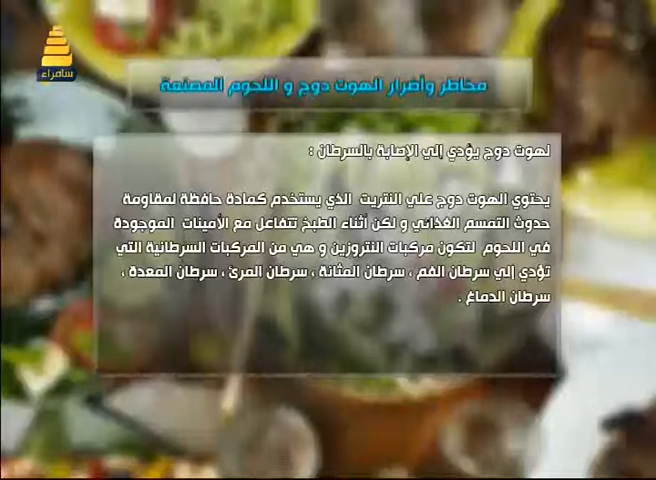 سامراء
مخاطر وأضرار الهوت دوج و اللحوم المصنعة
لهوت دوج يؤدي إلي الإصابة بالسرطان :
يحتوي الهوت دوج علي النتريت الذي يستخدم كمادة حافظة لمقاومة
حدوث التمسم الغذائي و لكن أثناء الطبخ تتفاعل مع الأمينات الموجودة
في اللحوم لتكون مركبات النتروزين و هي من المركبات السرطانية التي
تؤدي إلي سرطان الفم ، سرطان المثانة ، سرطان المرئ ، سرطان المعدة ،
سرطان الدماغ .